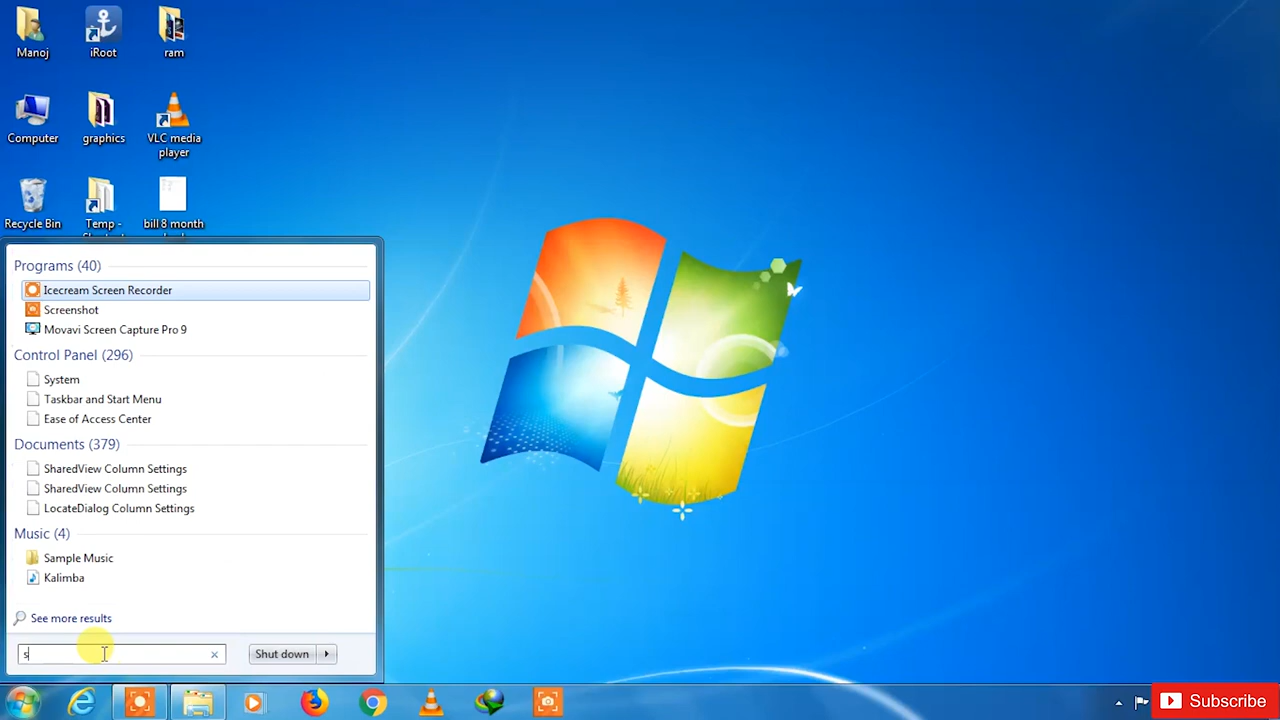 Manoj
iRoot
ram
Computer
graphics
VLC media
player
Recycle Bin
Temp -
bill 8 month
Programs (40)
Icecream Screen Recorder
Screenshot
Movavi Screen Capture Pro 9
Control Panel (296)
System
Taskbar and Start Menu
Ease of Access Center
Documents (379)
SharedView Column Settings
SharedView Column Settings
LocateDialog Column Settings
Music (4)
Sample Music
Kalimba
See more results
s
Shut down
Subscribe